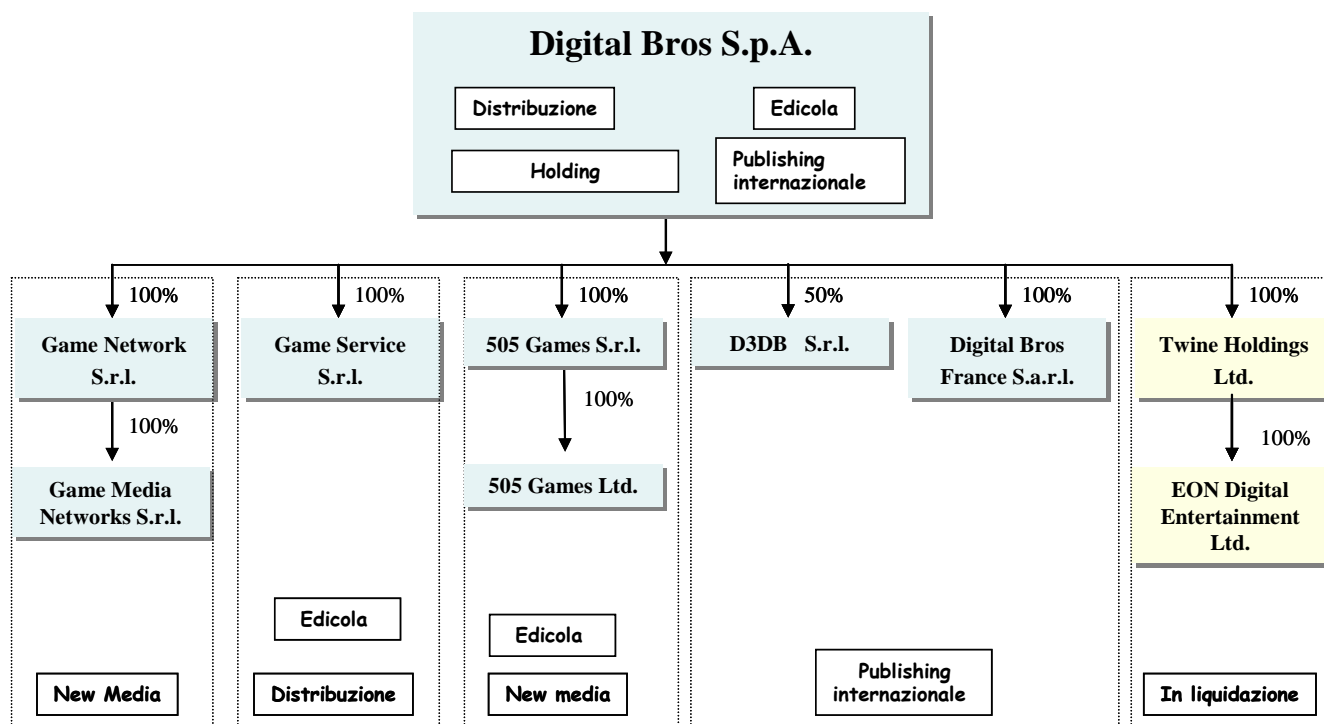 Digital Bros S.p.A.
Distribuzione
Edicola
Holding
Publishing
internazionale
100%
100%
100%
50%
100%
100%
Game Network
S.r.l.
Game Service
S.r.l.
505 Games S.r.l.
D3DB S.r.l.
Digital Bros
France S.a.r.l.
Twine Holdings
Ltd.
100%
100%
100%
Game Media
Networks S.r.l.
505 Games Ltd.
EON Digital
Entertainment
Ltd.
Edicola
Edicola
New Media
Distribuzione
New media
Publishing
internazionale
In liquidazione